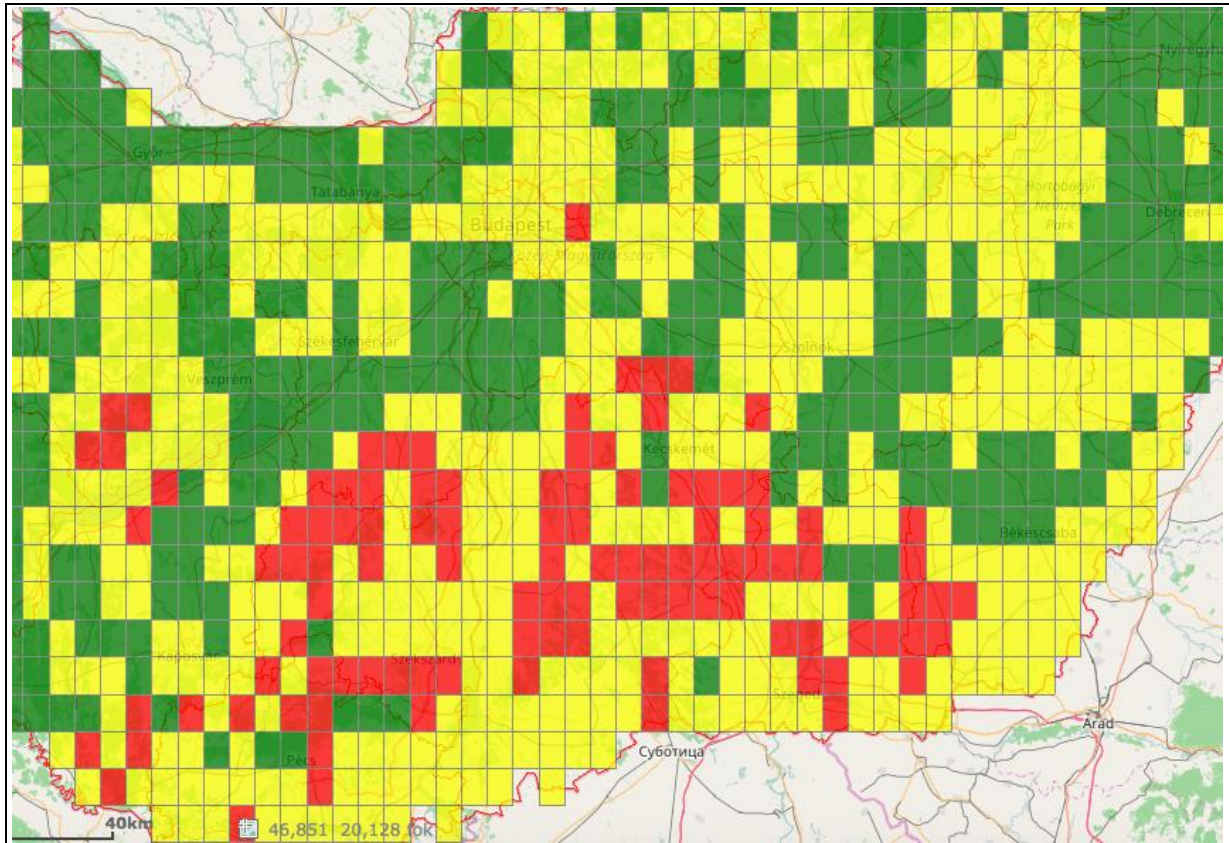 Nyíregyh
Győr
Tatabánya
Hortobágyi
Nemzeti
Park
Debrecen
Budapest
Közép-Magyarország
Székesfehérvár
Szolnok
Veszprém
Kecskemét
Békéscsaba
Kaposvár
Szekszárd
Szeged
Arad
Суботица
Pécs
40km
46,851 20,128 fok